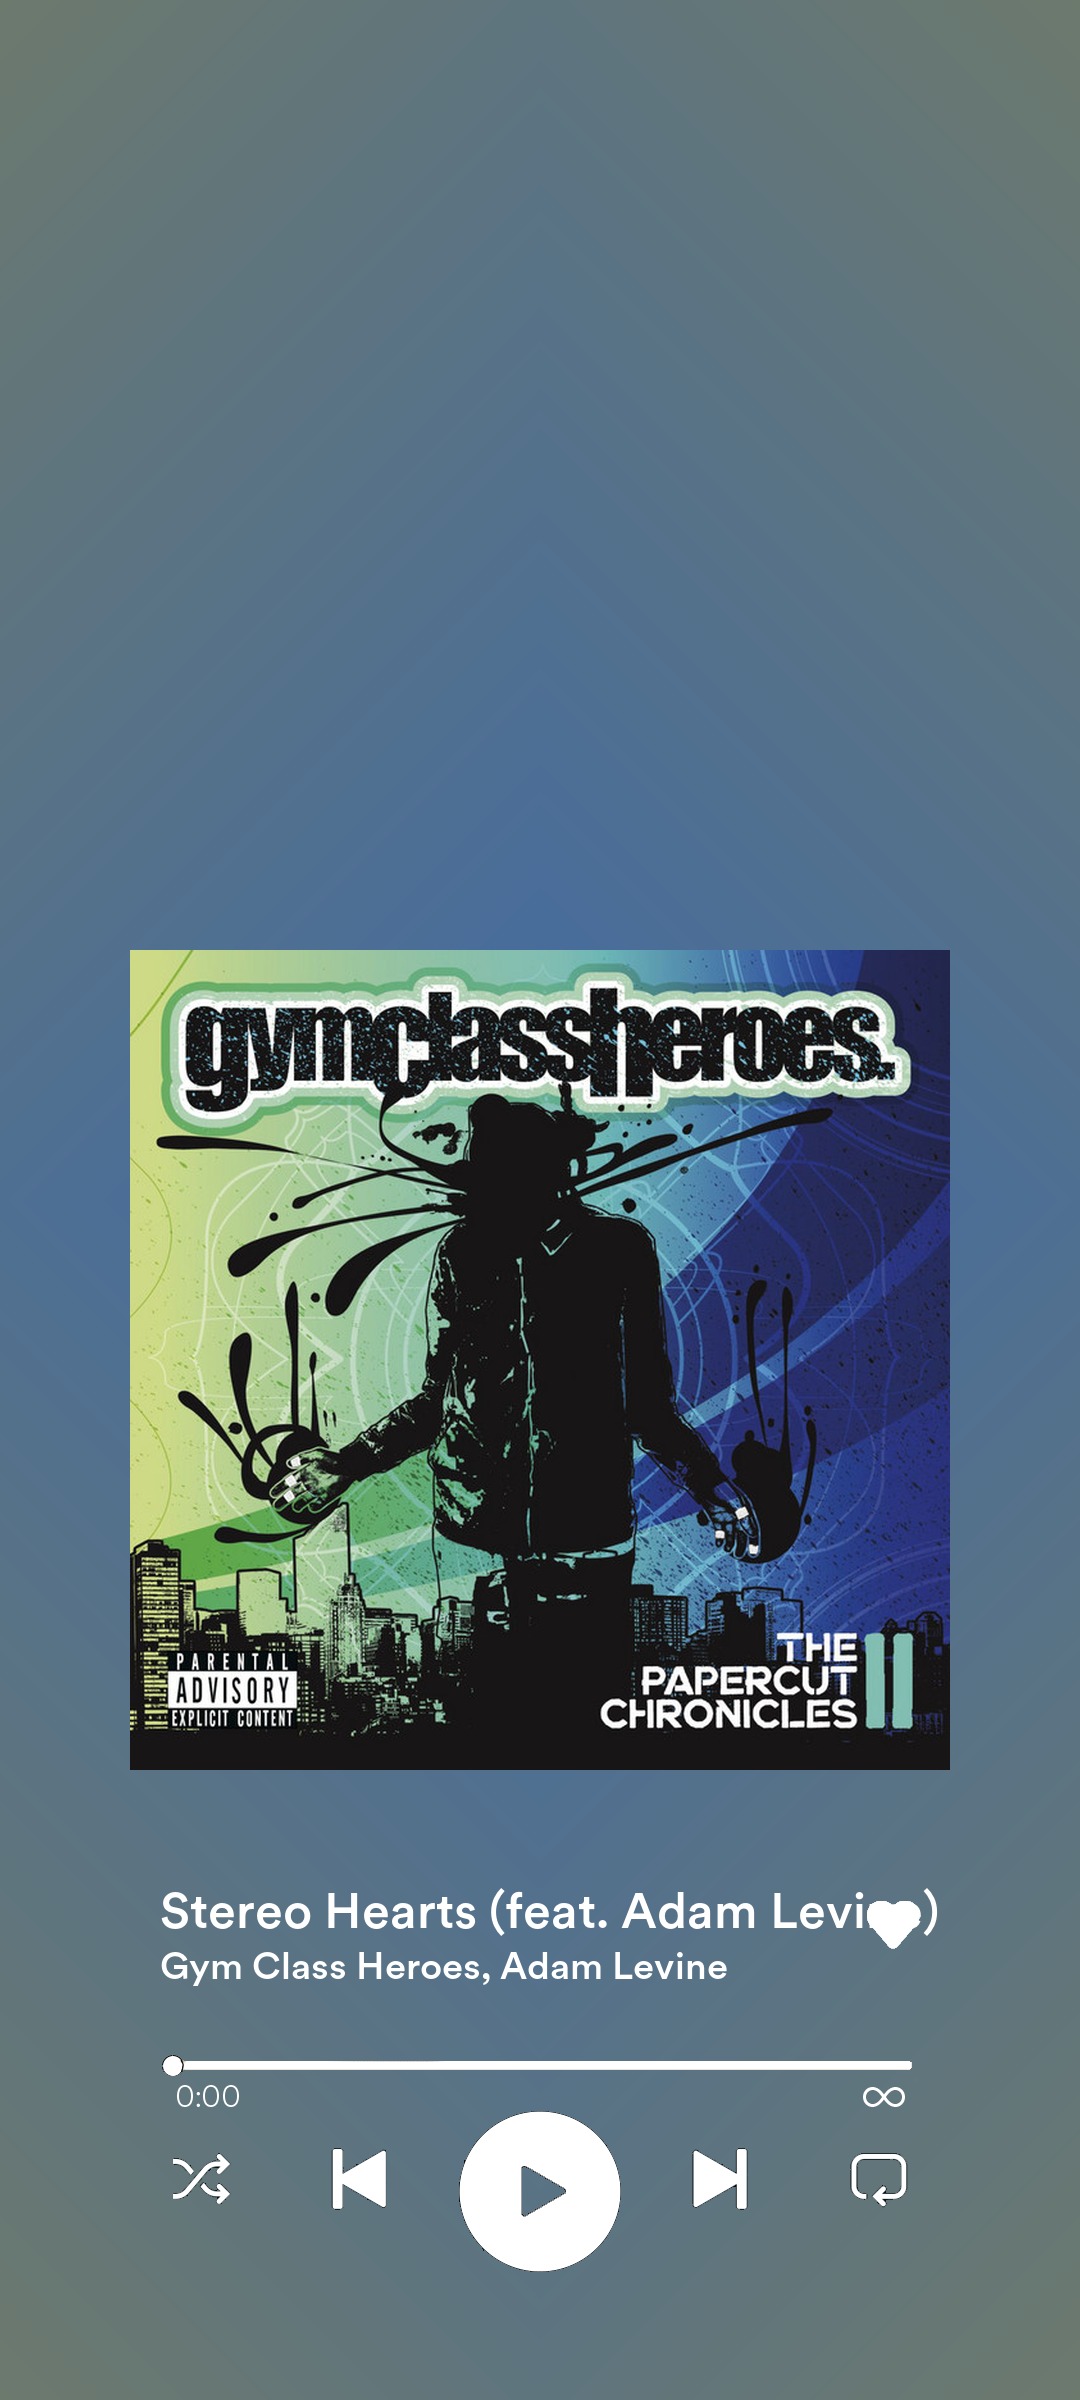 gymclassheroes.
THE
PAPERCUT
CHRONICLES II
PARENTAL
ADVISORY
EXPLICIT CONTENT
Stereo Hearts (feat. Adam Levine)
Gym Class Heroes, Adam Levine
0:00
∞